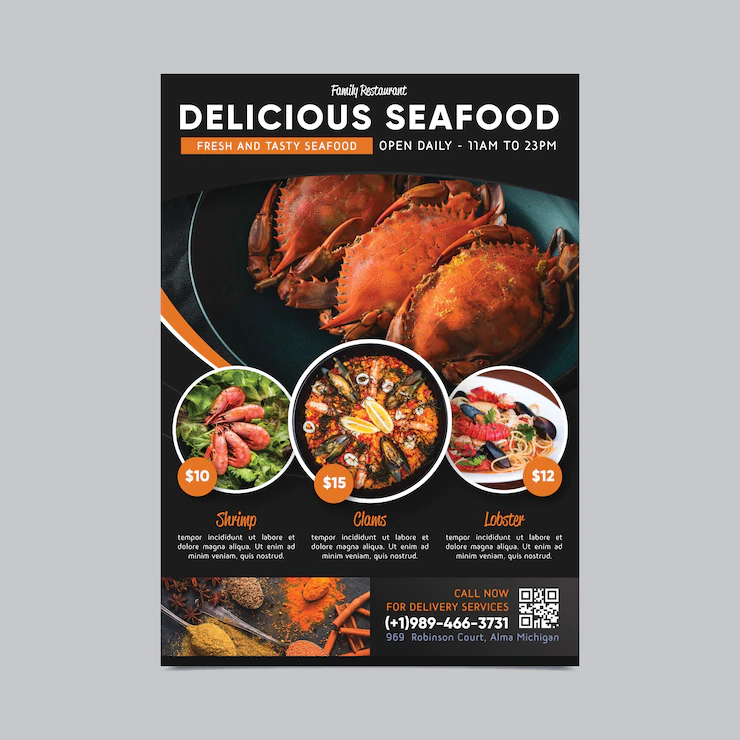 Family Restaurant
DELICIOUS SEAFOOD
FRESH AND TASTY SEAFOOD
OPEN DAILY - 11AM TO 23PM
$10
$15
$12
Shrimp
tempor incididunt ut labore et
dolore magna aliqua. Ut enim ad
minim veniam, quis nostrud.
Clams
tempor incididunt ut labore et
dolore magna aliqua. Ut enim ad
minim veniam, quis nostrud.
Lobster
tempor incididunt ut labore et
dolore magna aliqua. Ut enim ad
minim veniam, quis nostrud.
CALL NOW
FOR DELIVERY SERVICES
(+1)989-466-3731
969 Robinson Court, Alma Michigan